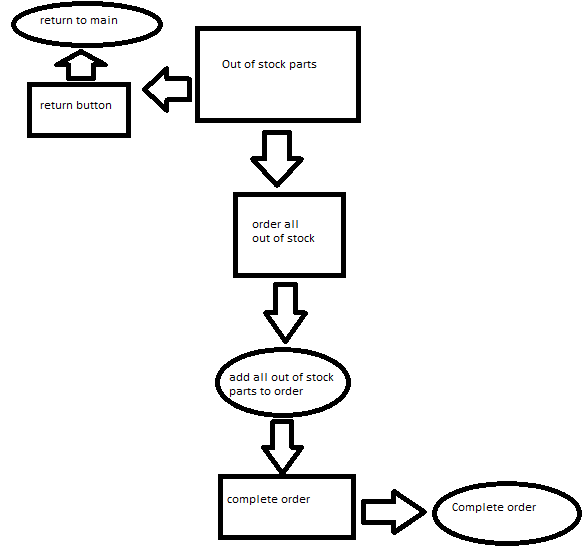 return to main
Out of stock parts
return button
order all
out of stock
add all out of stock
parts to order
complete order
Complete order